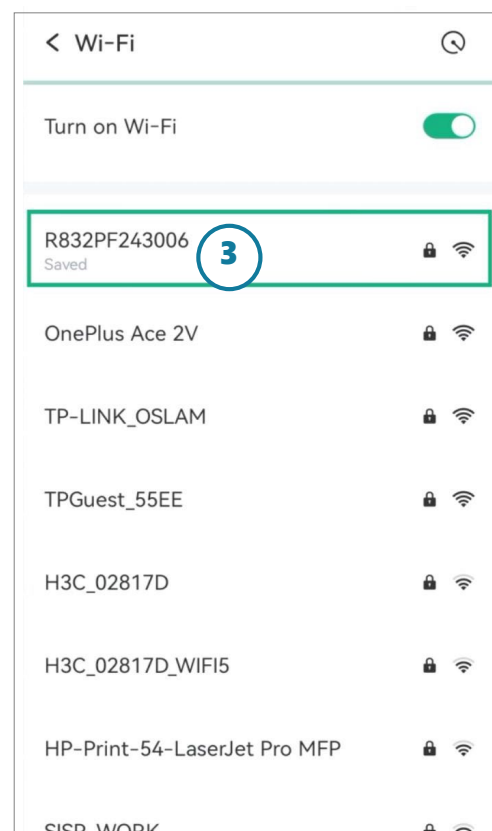 Wi-Fi
Turn on Wi-Fi
R832PF243006
Saved
3
OnePlus Ace 2V
TP-LINK_OSLAM
TPGuest_55EE
H3C_02817D
H3C_02817D_WIFI5
HP-Print-54-LaserJet Pro MFP